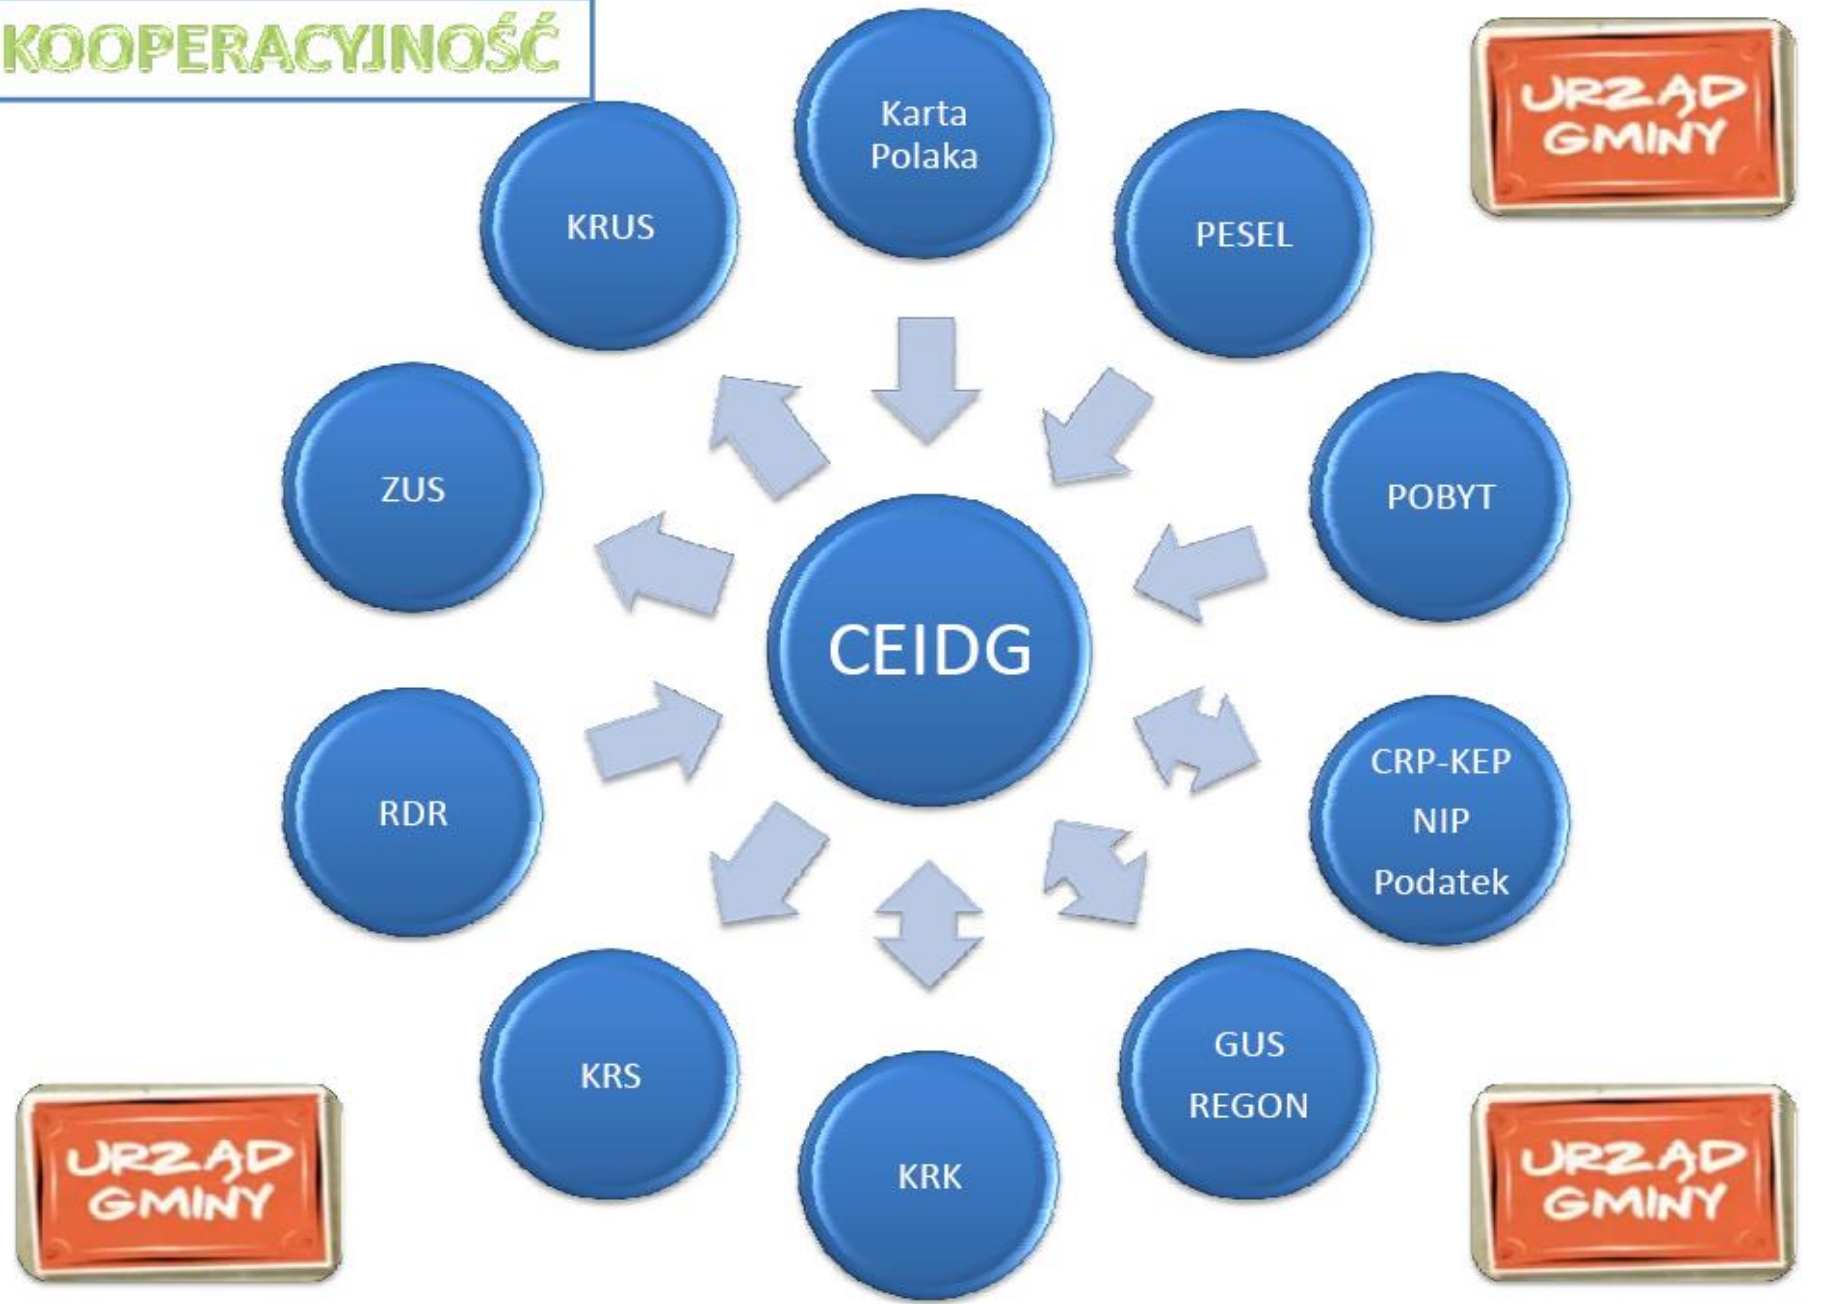 KOOPERACYJNOŚĆ
Karta
Polaka
URZĄD
GMINY
KRUS
PESEL
ZUS
POBYT
CEIDG
RDR
CRP-KEP
NIP
Podatek
KRS
GUS
REGON
KRK
URZĄD
GMINY
URZĄD
GMINY